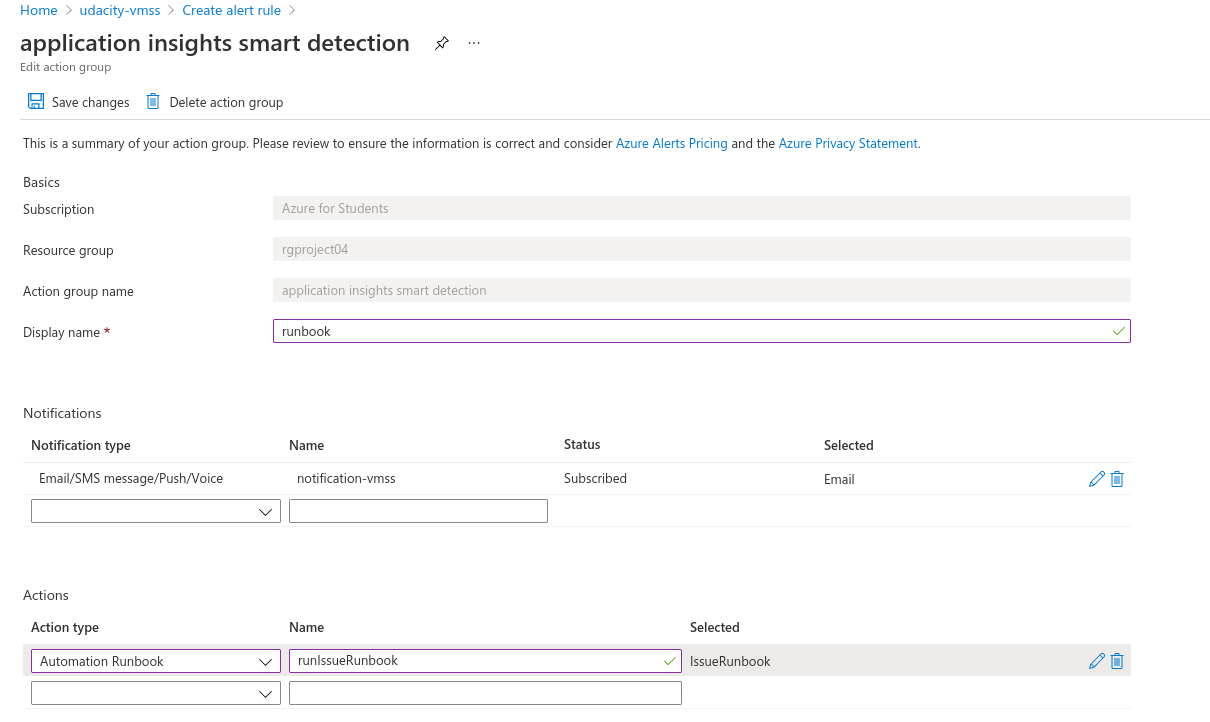 Home > udacity-vmss > Create alert rule >
application insights smart detection ...
Edit action group
Save changes Delete action group
This is a summary of your action group. Please review to ensure the information is correct and consider Azure Alerts Pricing and the Azure Privacy Statement.
Basics
Subscription Azure for Students
Resource group rgproject04
Action group name application insights smart detection
Display name * runbook
Notifications
Notification type Name Status Selected
Email/SMS message/Push/Voice notification-vmss Subscribed Email
Actions
Action type Name Selected
Automation Runbook runIssueRunbook IssueRunbook